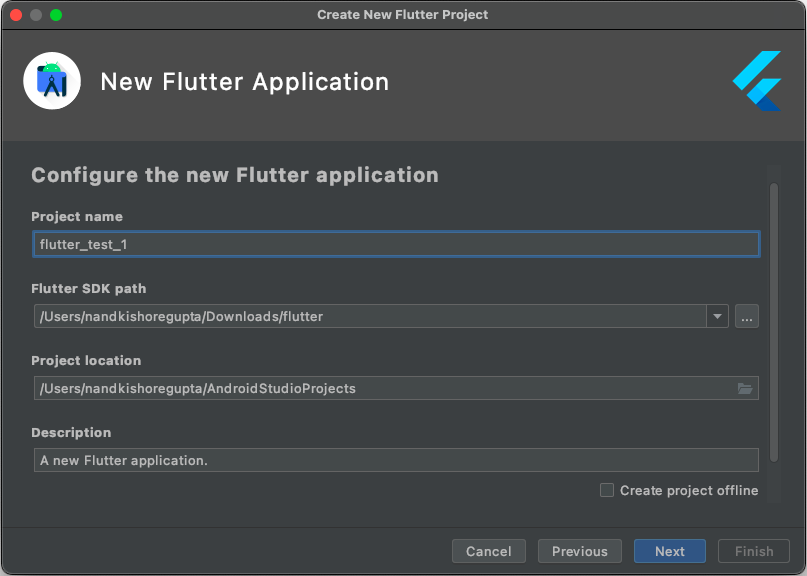 Create New Flutter Project
New Flutter Application
Configure the new Flutter application
Project name
flutter_test_1
Flutter SDK path
/Users/nandkishoregupta/Downloads/flutter
...
Project location
/Users/nandkishoregupta/AndroidStudioProjects
Description
A new Flutter application.
Create project offline
Cancel Previous Next Finish